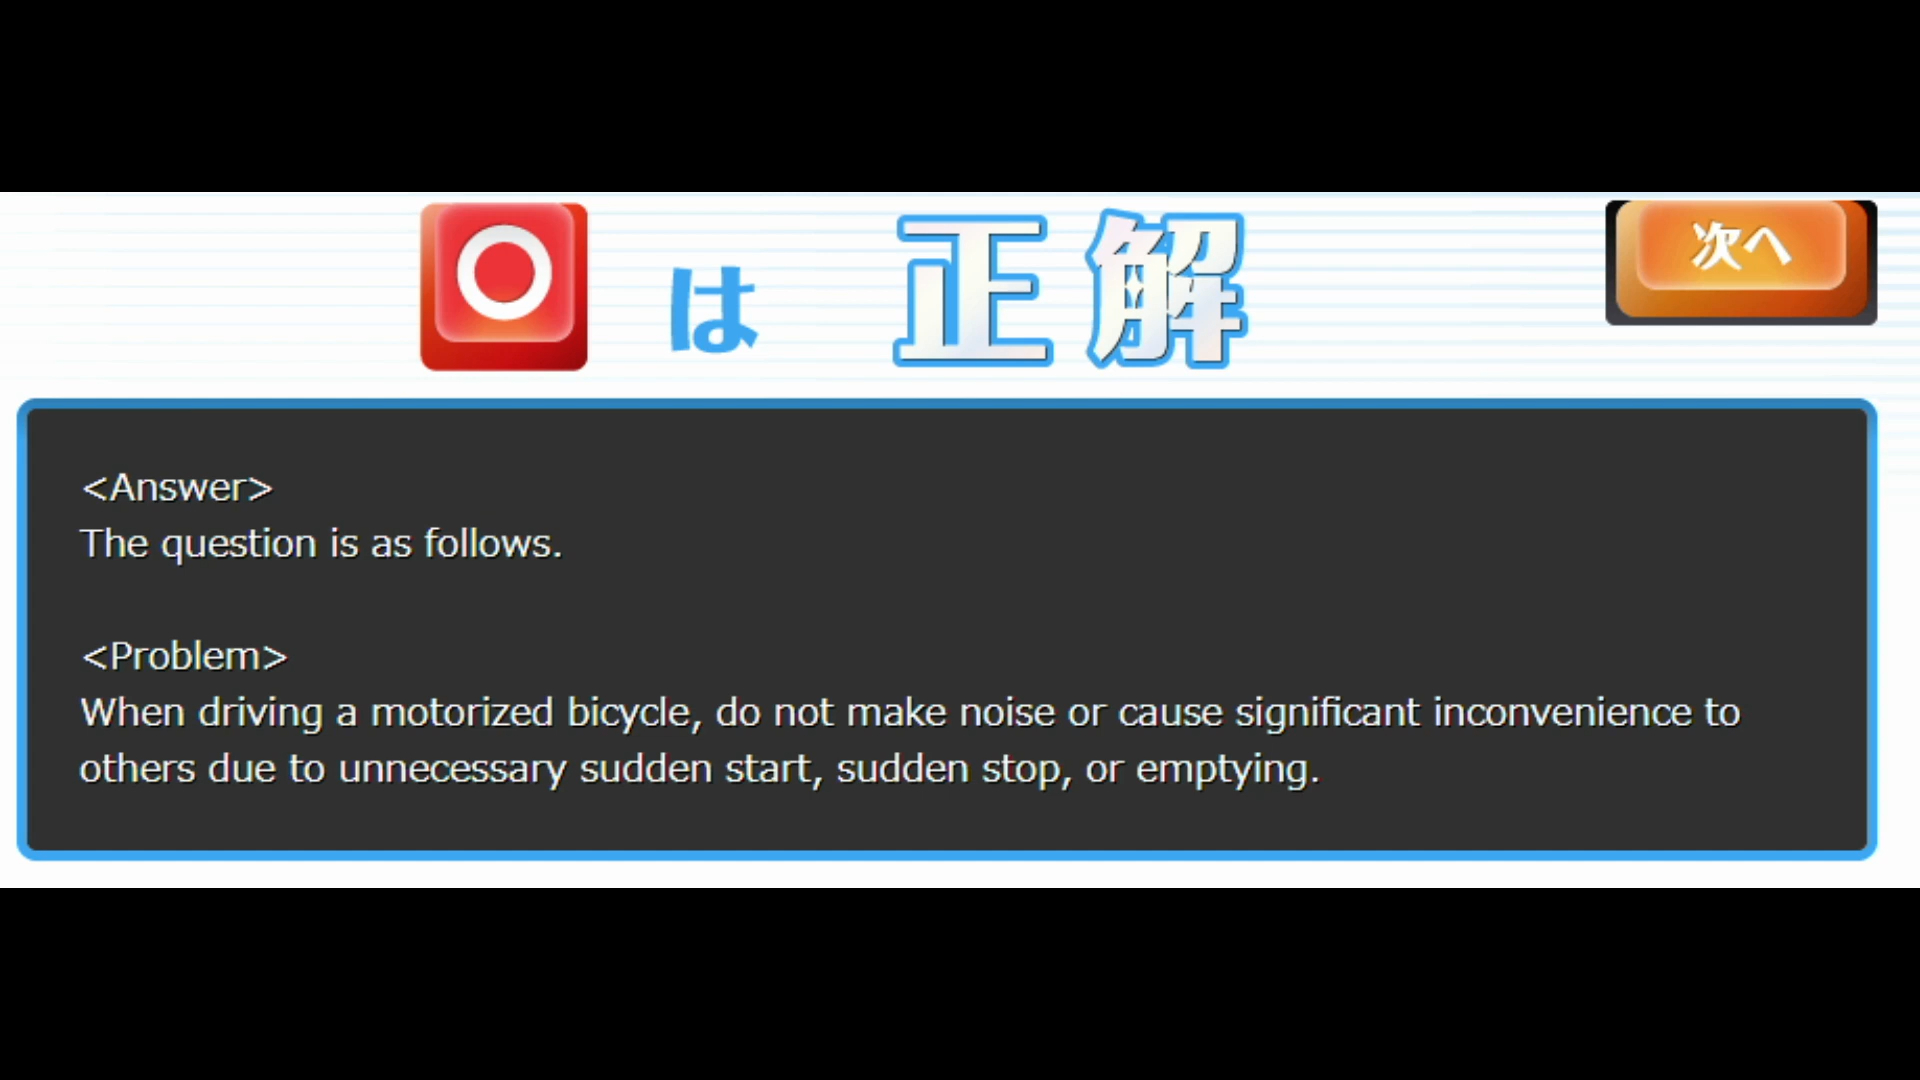 ○ は 正解
次へ
<Answer>
The question is as follows.
<Problem>
When driving a motorized bicycle, do not make noise or cause significant inconvenience to
others due to unnecessary sudden start, sudden stop, or emptying.